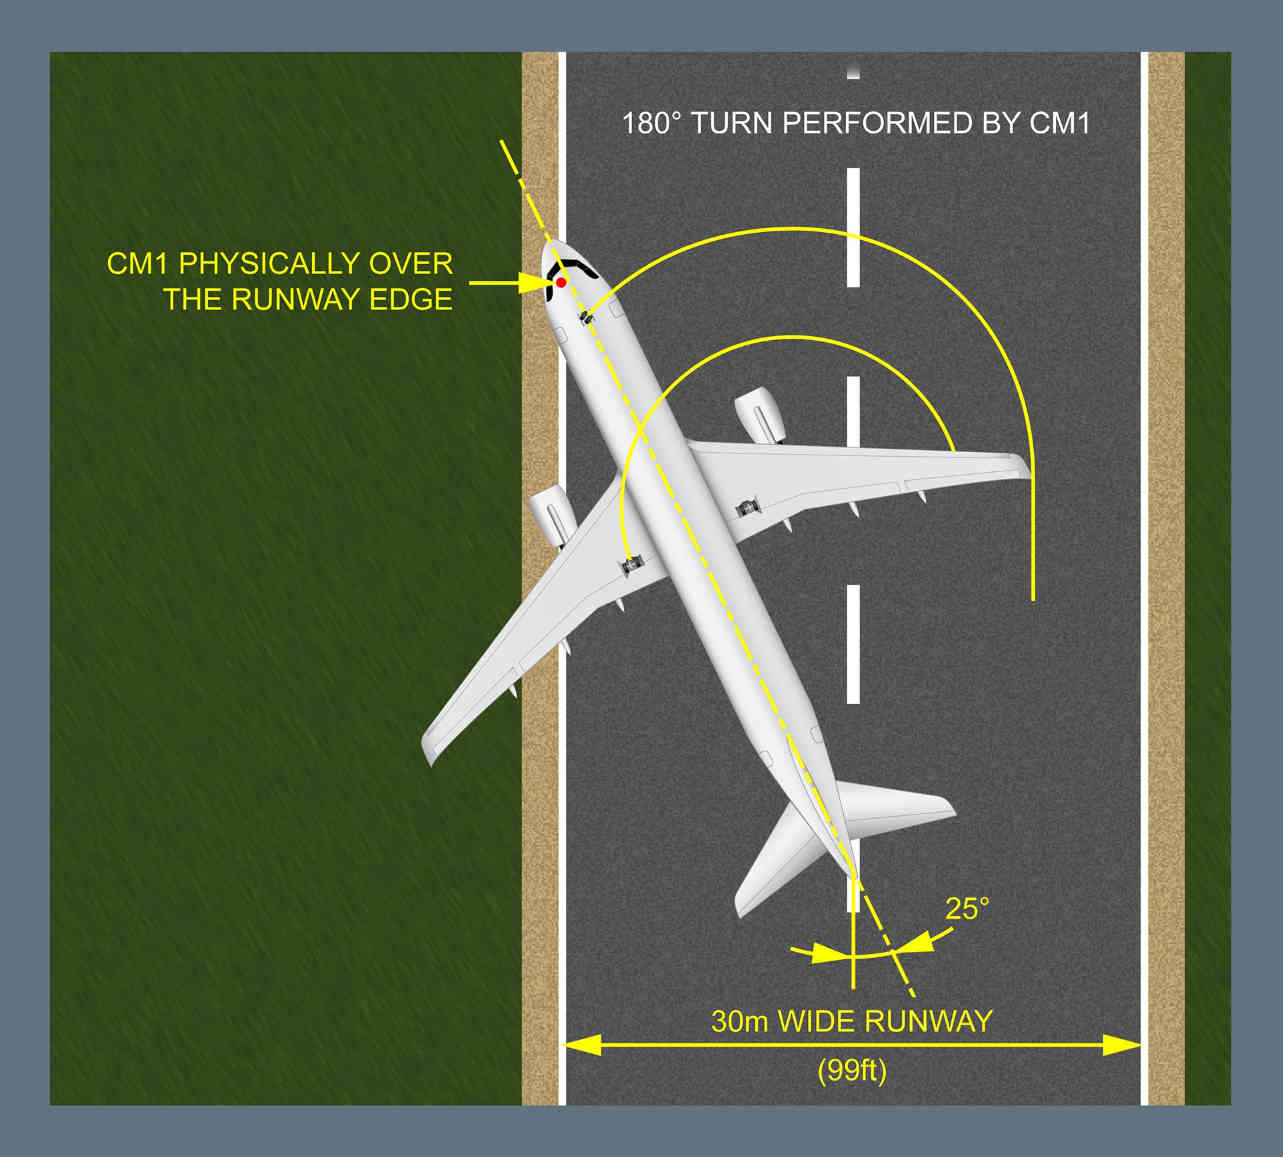 180° TURN PERFORMED BY CM1
CM1 PHYSICALLY OVER
THE RUNWAY EDGE
25°
30m WIDE RUNWAY
(99ft)